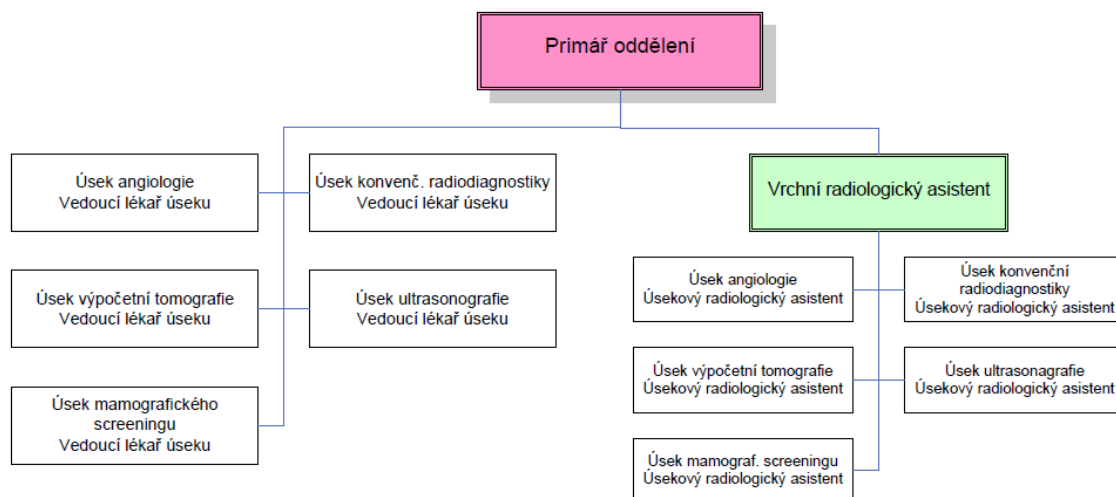 Primář oddělení
Úsek angiologie
Vedoucí lékař úseku
Úsek konvenč. radiodiagnostiky
Vedoucí lékař úseku
Vrchní radiologický asistent
Úsek výpočetní tomografie
Vedoucí lékař úseku
Úsek ultrasonografie
Vedoucí lékař úseku
Úsek mamografického
screeningu
Vedoucí lékař úseku
Úsek angiologie
Úsekový radiologický asistent
Úsek konvenční
radiodiagnostiky
Úsekový radiologický asistent
Úsek výpočetní tomografie
Úsekový radiologický asistent
Úsek ultrasonagrafie
Úsekový radiologický asistent
Úsek mamograf. screeningu
Úsekový radiologický asistent